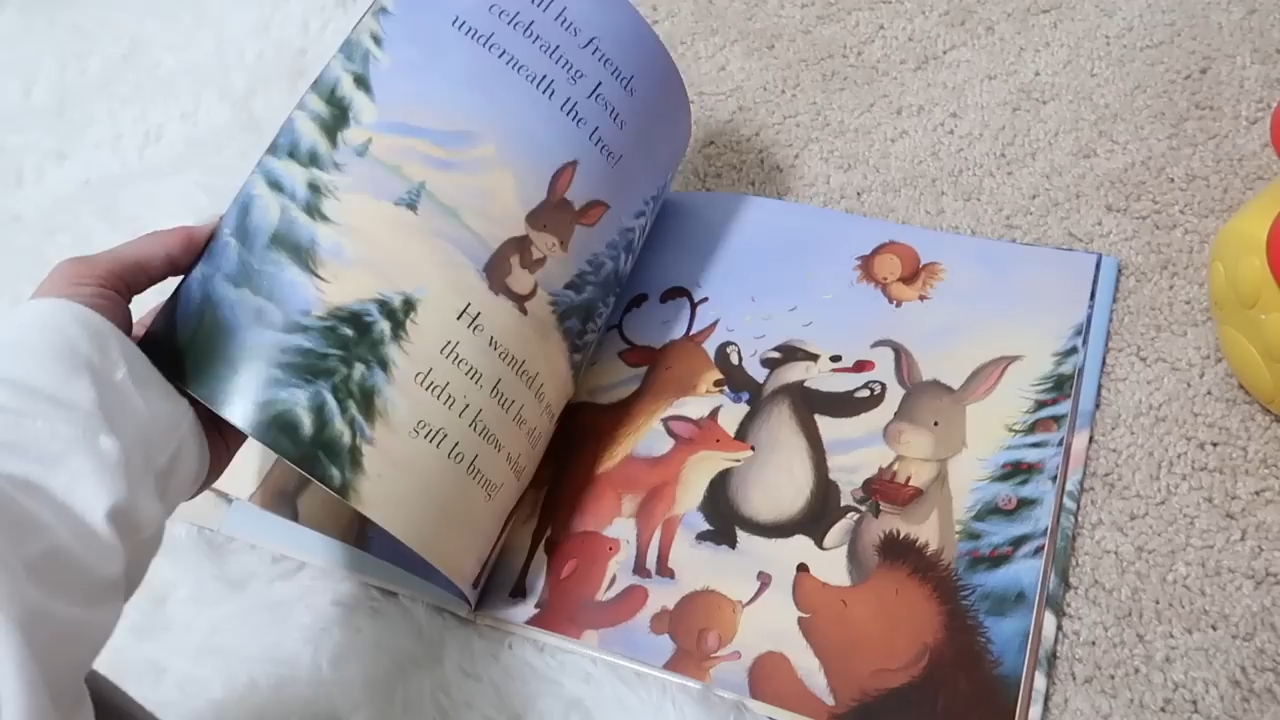 his friends
celebrating Jesus
underneath the tree!
He wanted to join
them, but he still
didn't know what
gift to bring!